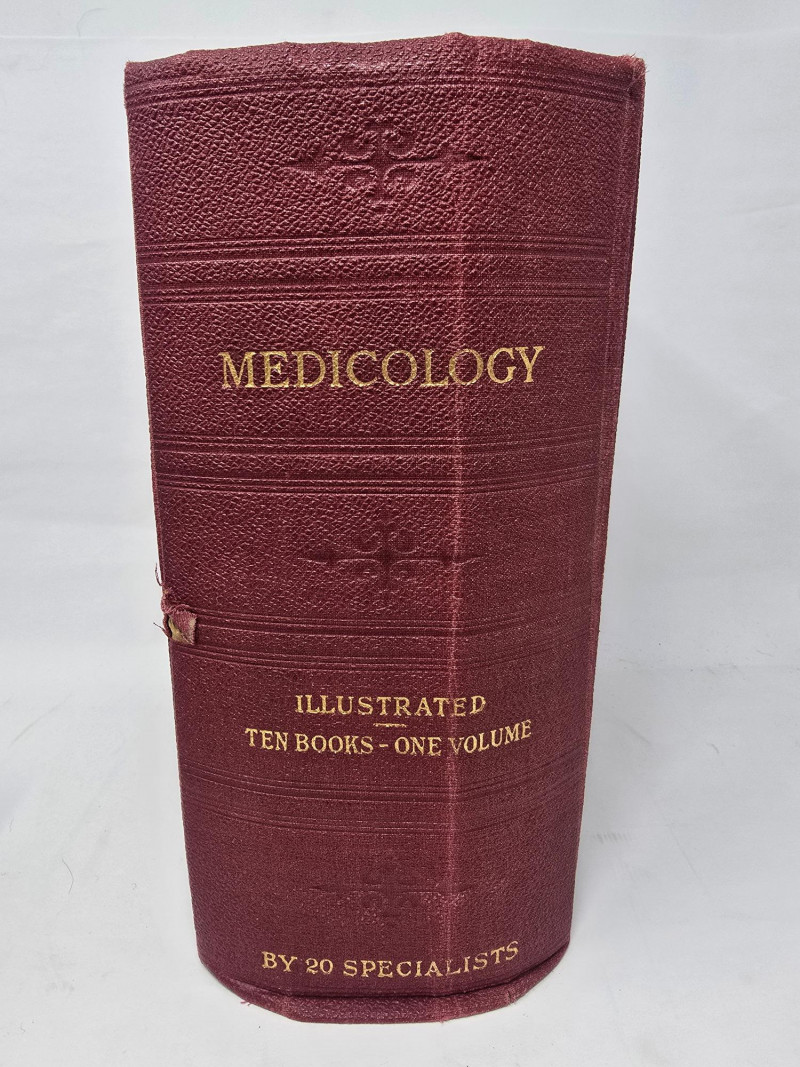 MEDICOLOGY
ILLUSTRATED
TEN BOOKS - ONE VOLUME
BY 20 SPECIALISTS